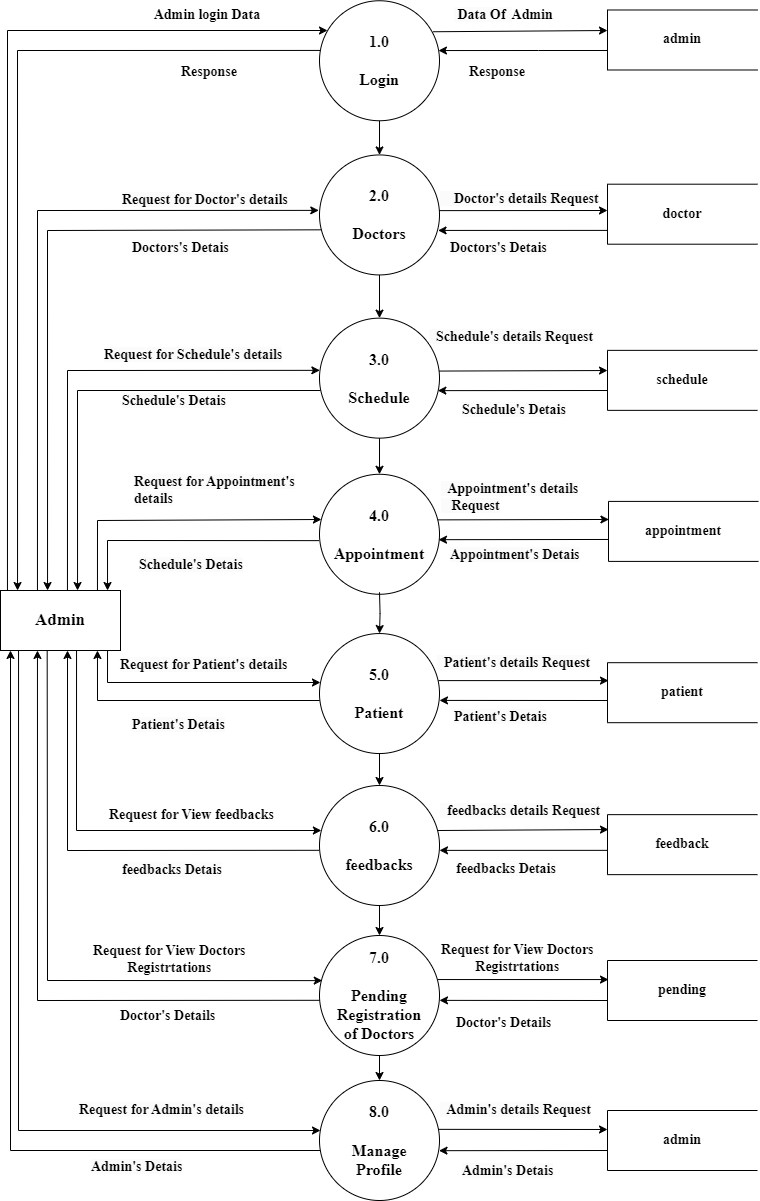 Admin login Data
Data Of  Admin
1.0
Login
admin
Response
Response
Request for Doctor's details
2.0
Doctors
Doctor's details Request
doctor
Doctors's Detais
Doctors's Detais
Request for Schedule's details
3.0
Schedule
Schedule's details Request
schedule
Schedule's Detais
Schedule's Detais
Request for Appointment's
details
4.0
Appointment
Appointment's details
Request
appointment
Schedule's Detais
Appointment's Detais
Admin
Request for Patient's details
5.0
Patient
Patient's details Request
patient
Patient's Detais
Patient's Detais
Request for View feedbacks
6.0
feedbacks
feedbacks details Request
feedback
feedbacks Detais
feedbacks Detais
Request for View Doctors
Registrtations
7.0
Pending
Registration
of Doctors
Request for View Doctors
Registrtations
pending
Doctor's Details
Doctor's Details
Request for Admin's details
8.0
Manage
Profile
Admin's details Request
admin
Admin's Detais
Admin's Detais